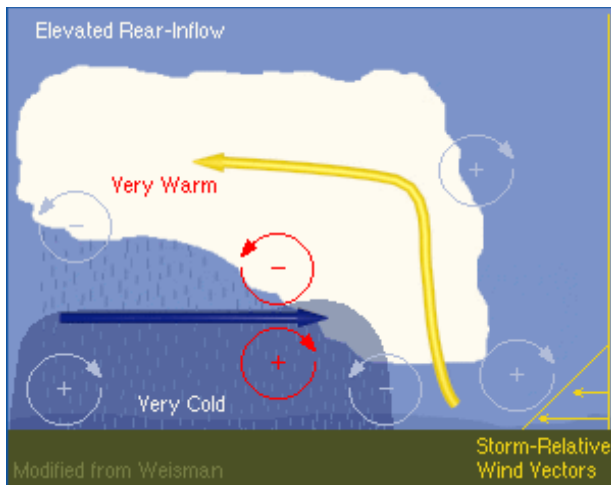 Elevated Rear-Inflow
+
Very Warm
-
-
+
+
-
+
Very Cold
Storm-Relative
Modified from Weisman
Wind Vectors